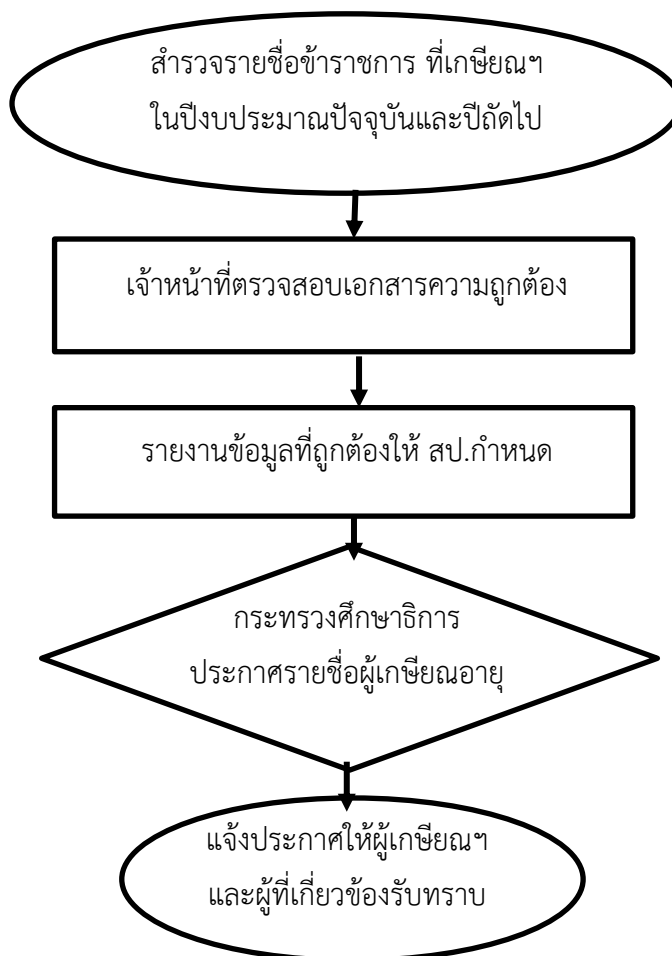 สำรวจรายชื่อข้าราชการ ที่เกษียณฯ
ในปีงบประมาณปัจจุบันและปีถัดไป
เจ้าหน้าที่ตรวจสอบเอกสารความถูกต้อง
รายงานข้อมูลที่ถูกต้องให้ สป.กำหนด
กระทรวงศึกษาธิการ
ประกาศรายชื่อผู้เกษียณอายุ
แจ้งประกาศให้ผู้เกษียณฯ
และผู้ที่เกี่ยวข้องรับทราบ